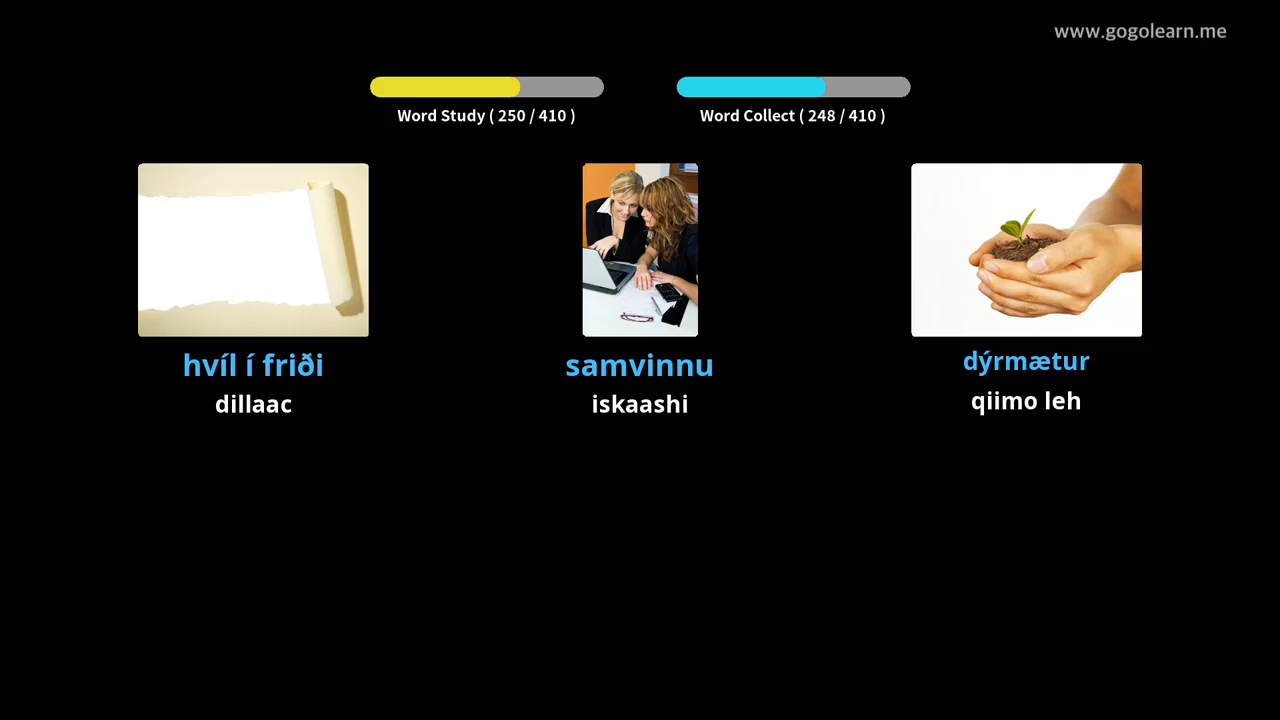 www.gogolearn.me
Word Study ( 250 / 410 )
Word Collect ( 248 / 410 )
hvíl í friði
dillaac
samvinnu
iskaashi
dýrmætur
qiimo leh